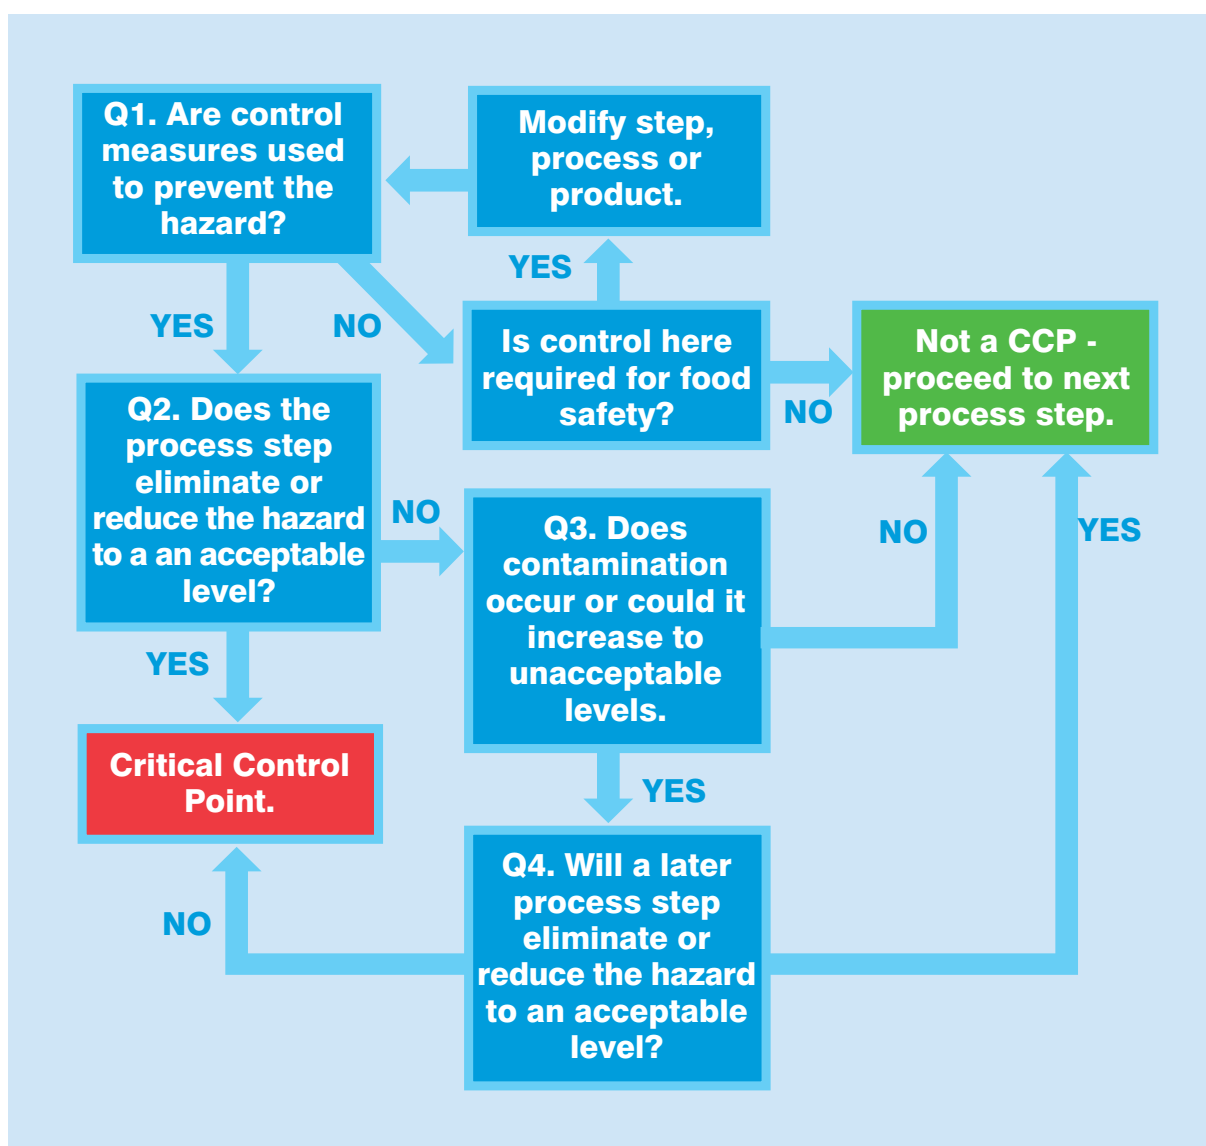 Q1. Are control
measures used
to prevent the
hazard?
Modify step,
process or
product.
YES
YES
NO
Is control here
required for food
safety?
NO
Not a CCP -
proceed to next
process step.
Q2. Does the
process step
eliminate or
reduce the hazard
to a an acceptable
level?
NO
Q3. Does
contamination
occur or could it
increase to
unacceptable
levels.
NO
YES
YES
Critical Control
Point.
YES
Q4. Will a later
process step
eliminate or
reduce the hazard
to an acceptable
level?
NO